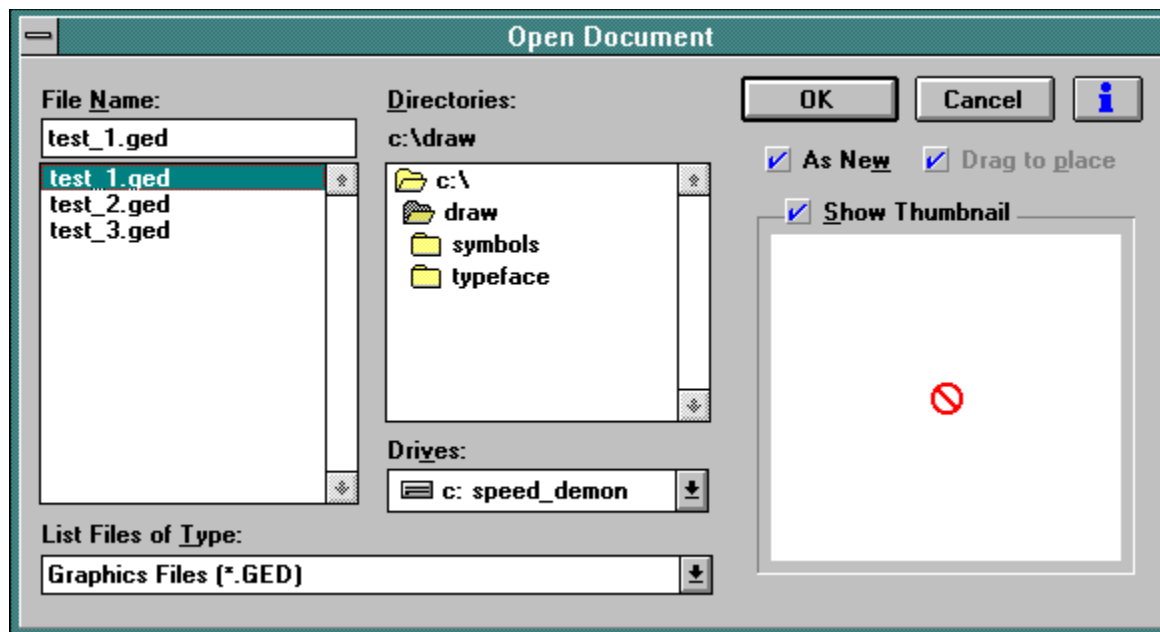 Open Document
File Name:
test_1.ged
test_1.ged
test_2.ged
test_3.ged
List Files of Type:
Graphics Files (*.GED)
Directories:
c:\draw
c:\
draw
symbols
typeface
Drives:
c: speed_demon
OK
Cancel
i
As New
Drag to place
Show Thumbnail